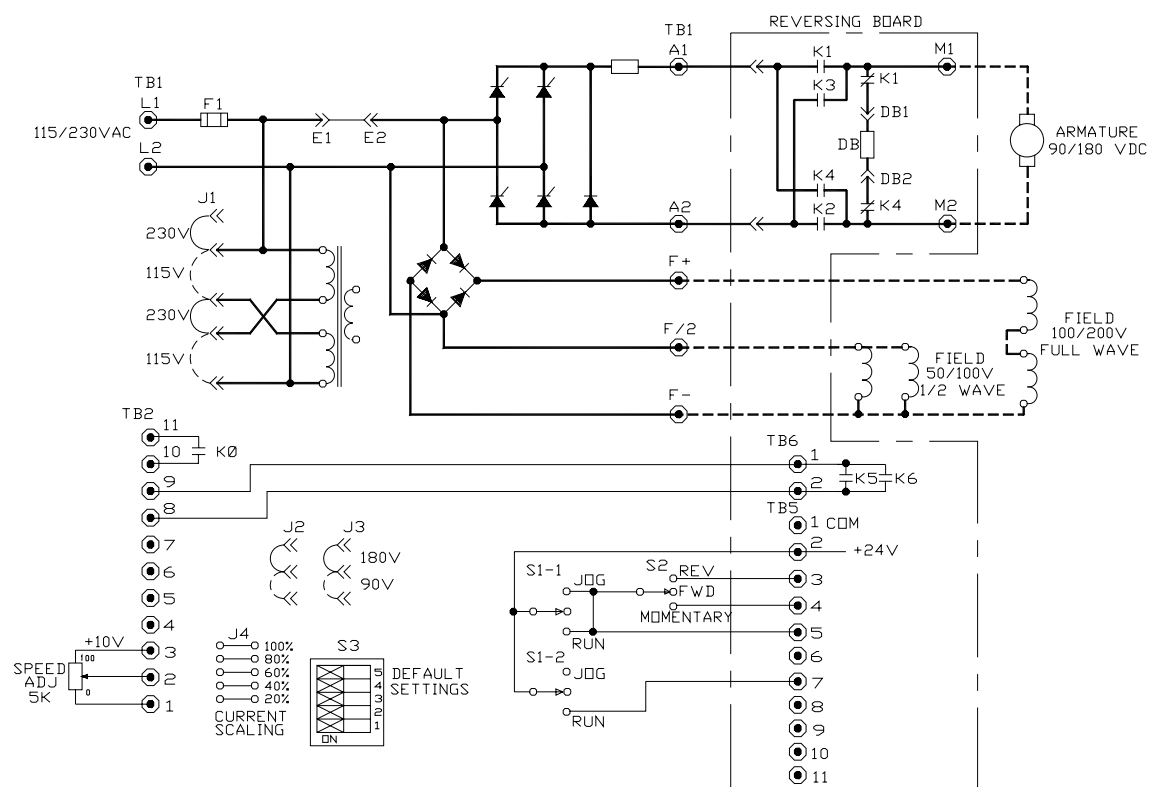 REVERSING BOARD
TB1
A1
K1
M1
K1
K3
TB1
L1
F1
DB1
115/230VAC
E1
E2
DB
ARMATURE
90/180 VDC
L2
K4
DB2
J1
A2
K2
K4
M2
230V
F+
115V
230V
F/2
FIELD
100/200V
FULL WAVE
115V
FIELD
50/100V
1/2 WAVE
F-
TB2
11
10
K0
9
8
7
6
5
4
3
2
1
TB6
1
2
K5
K6
TB5
1 COM
2
+24V
3
4
5
6
7
8
9
10
11
J2
J3
180V
90V
S1-1
JOG
RUN
S2
REV
FWD
MOMENTARY
S1-2
JOG
RUN
+10V
100
0
SPEED
ADJ
5K
J4
100%
80%
60%
40%
20%
CURRENT
SCALING
S3
5
4
3
2
1
ON
DEFAULT
SETTINGS